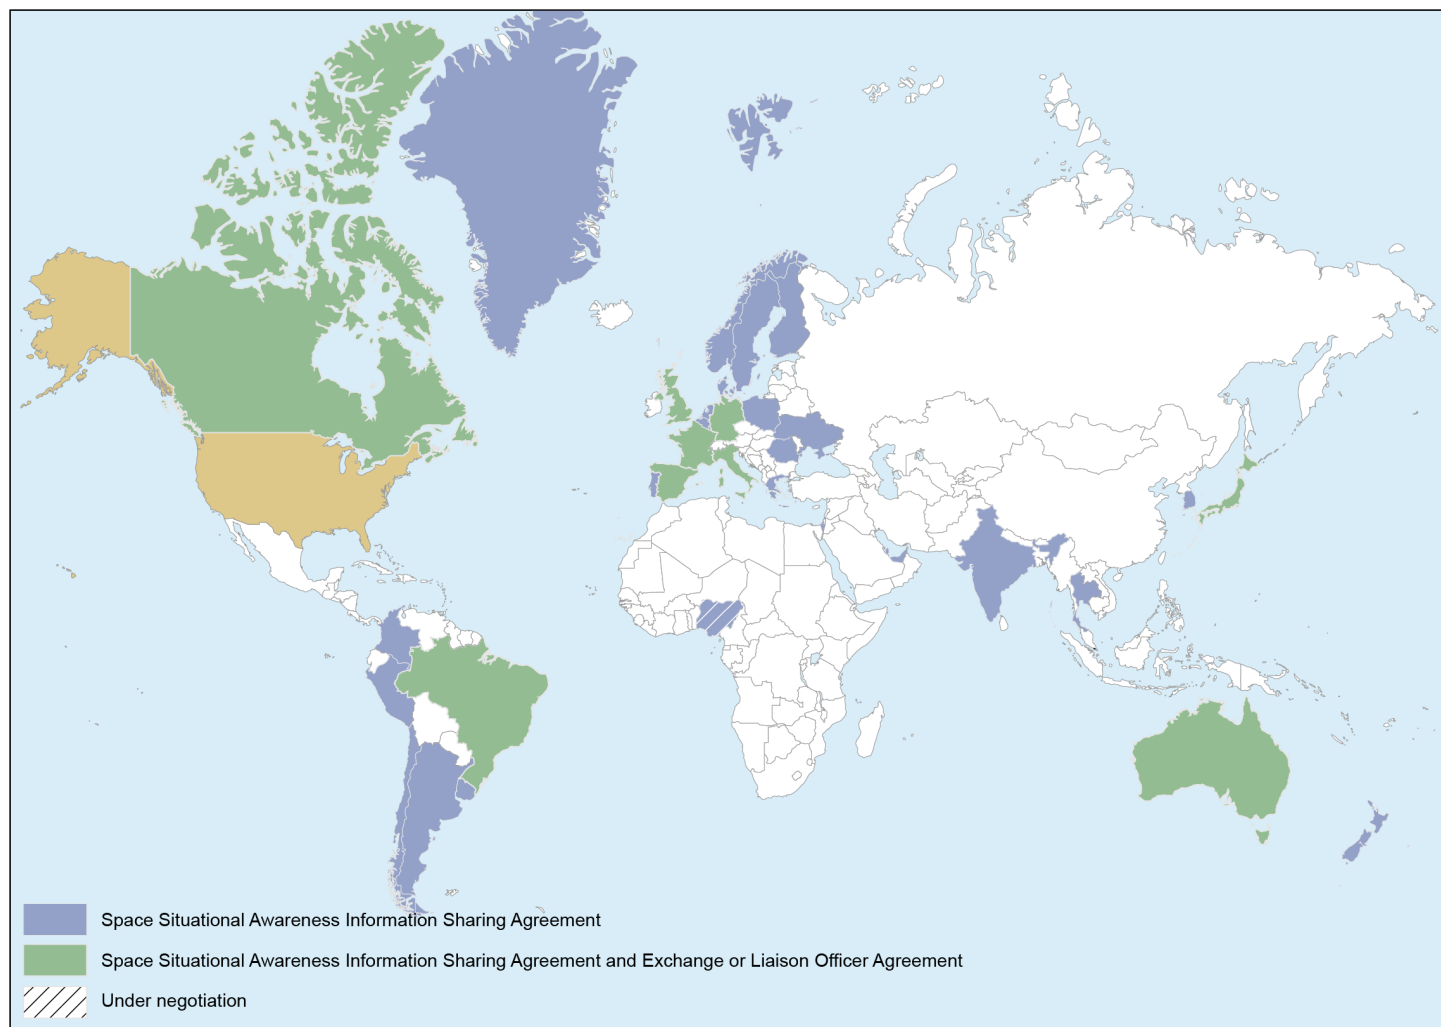 Space Situational Awareness Information Sharing Agreement
Space Situational Awareness Information Sharing Agreement and Exchange or Liaison Officer Agreement
Under negotiation